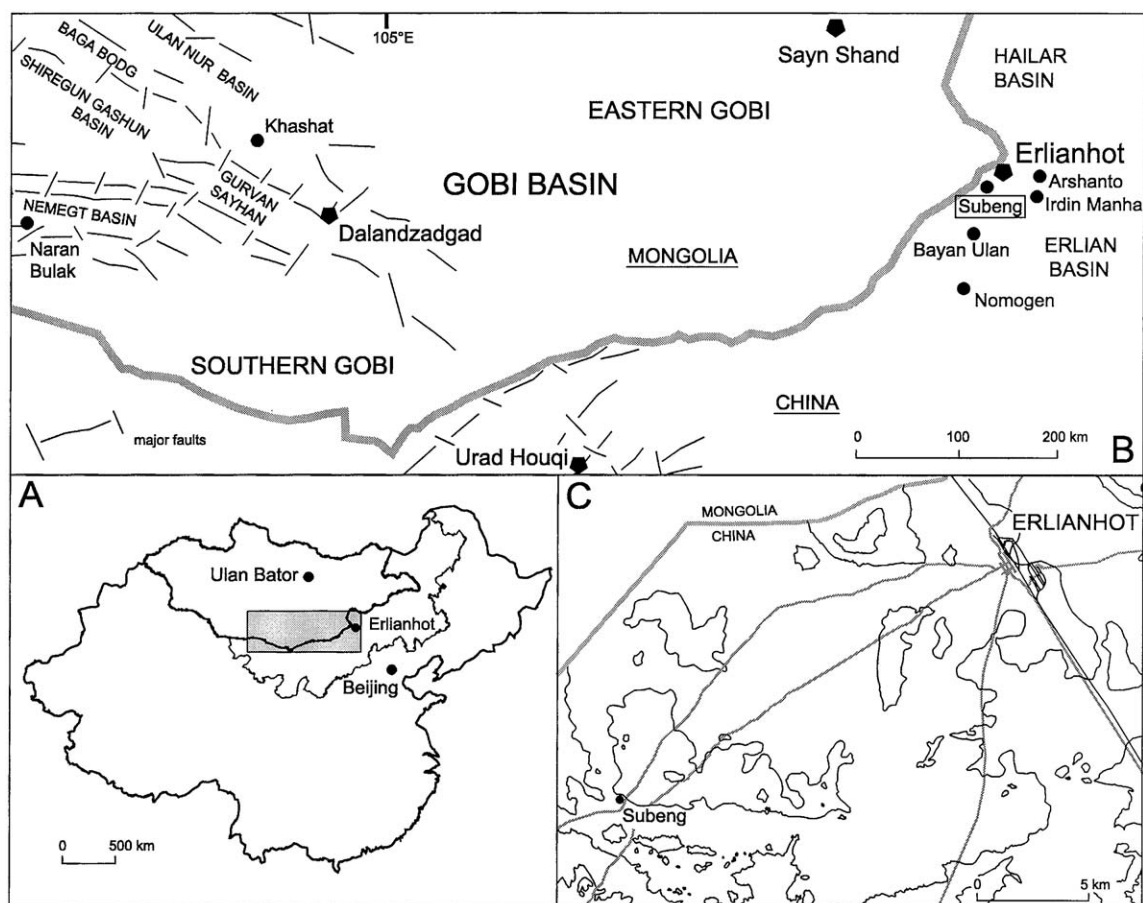 105°E
BAGA BODG
ULAN NUR BASIN
SHIREGUN GASHUN
BASIN
Khashat
GURVAN
SAYHAN
NEMEGT BASIN
Naran
Bulak
Dalandzadgad
Sayn Shand
EASTERN GOBI
GOBI BASIN
MONGOLIA
HAILAR
BASIN
Erlianhot
Arshanto
Irdin Manha
Subeng
Bayan Ulan
ERLIAN
BASIN
Nomogen
SOUTHERN GOBI
CHINA
major faults
Urad Houqi
0 100 200 km
B
A
Ulan Bator
Erlianhot
Beijing
0 500 km
C
MONGOLIA
CHINA
ERLIANHOT
Subeng
0 5 km